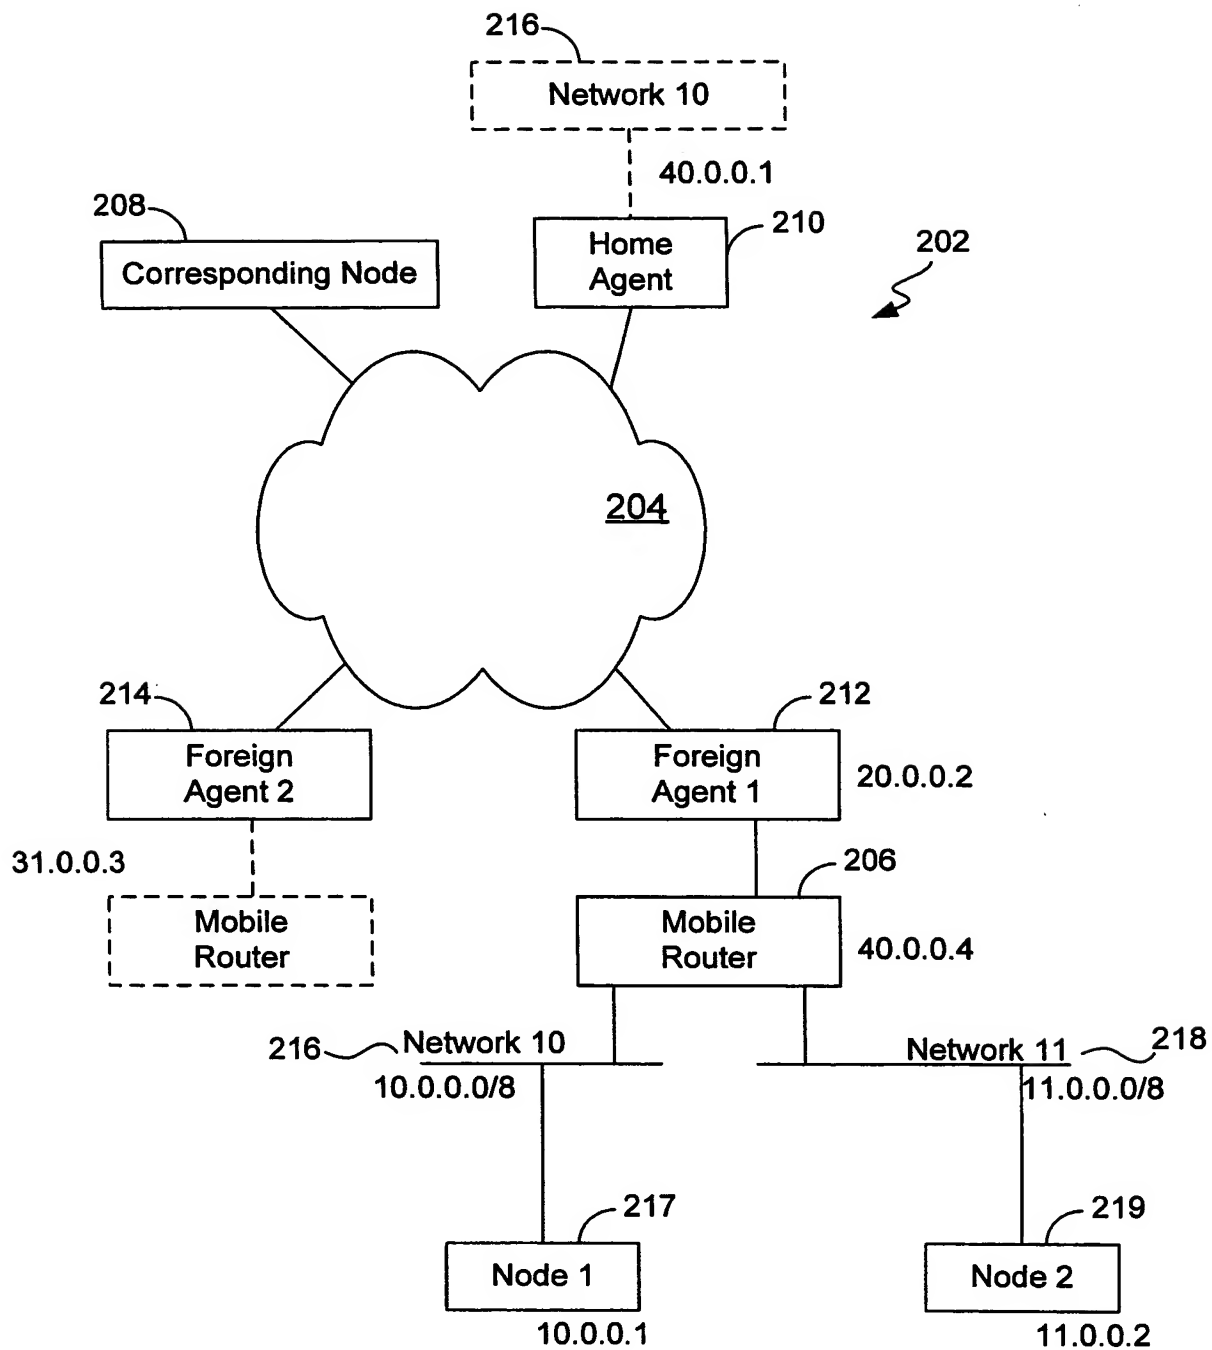 216
Network 10
40.0.0.1
208
210
202
Corresponding Node
Home
Agent
204
214
212
Foreign
Agent 2
Foreign
Agent 1
20.0.0.2
31.0.0.3
206
Mobile
Router
Mobile
Router
40.0.0.4
216
Network 10
Network 11
218
10.0.0.0/8
11.0.0.0/8
217
219
Node 1
Node 2
10.0.0.1
11.0.0.2